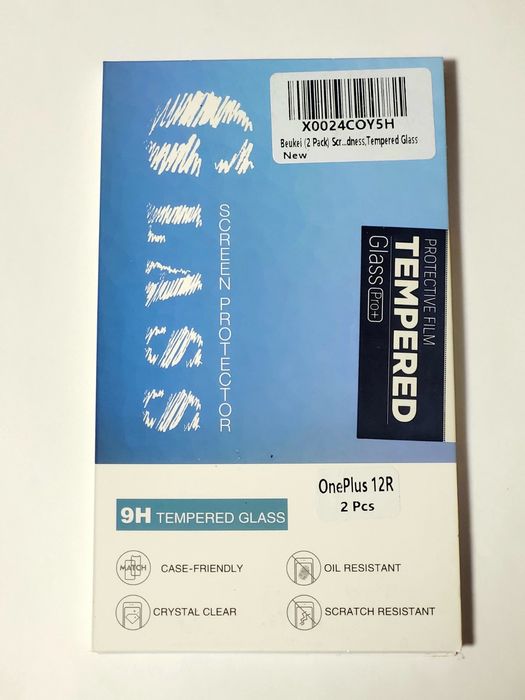 X0024COY5H
Beukei (2 Pack) Scr...dness,Tempered Glass
New
GLASS
SCREEN PROTECTOR
PROTECTIVE FILM
TEMPERED
Glass Pro+
OnePlus 12R
2 Pcs
9H TEMPERED GLASS
MATCH
CASE-FRIENDLY
OIL RESISTANT
CRYSTAL CLEAR
SCRATCH RESISTANT